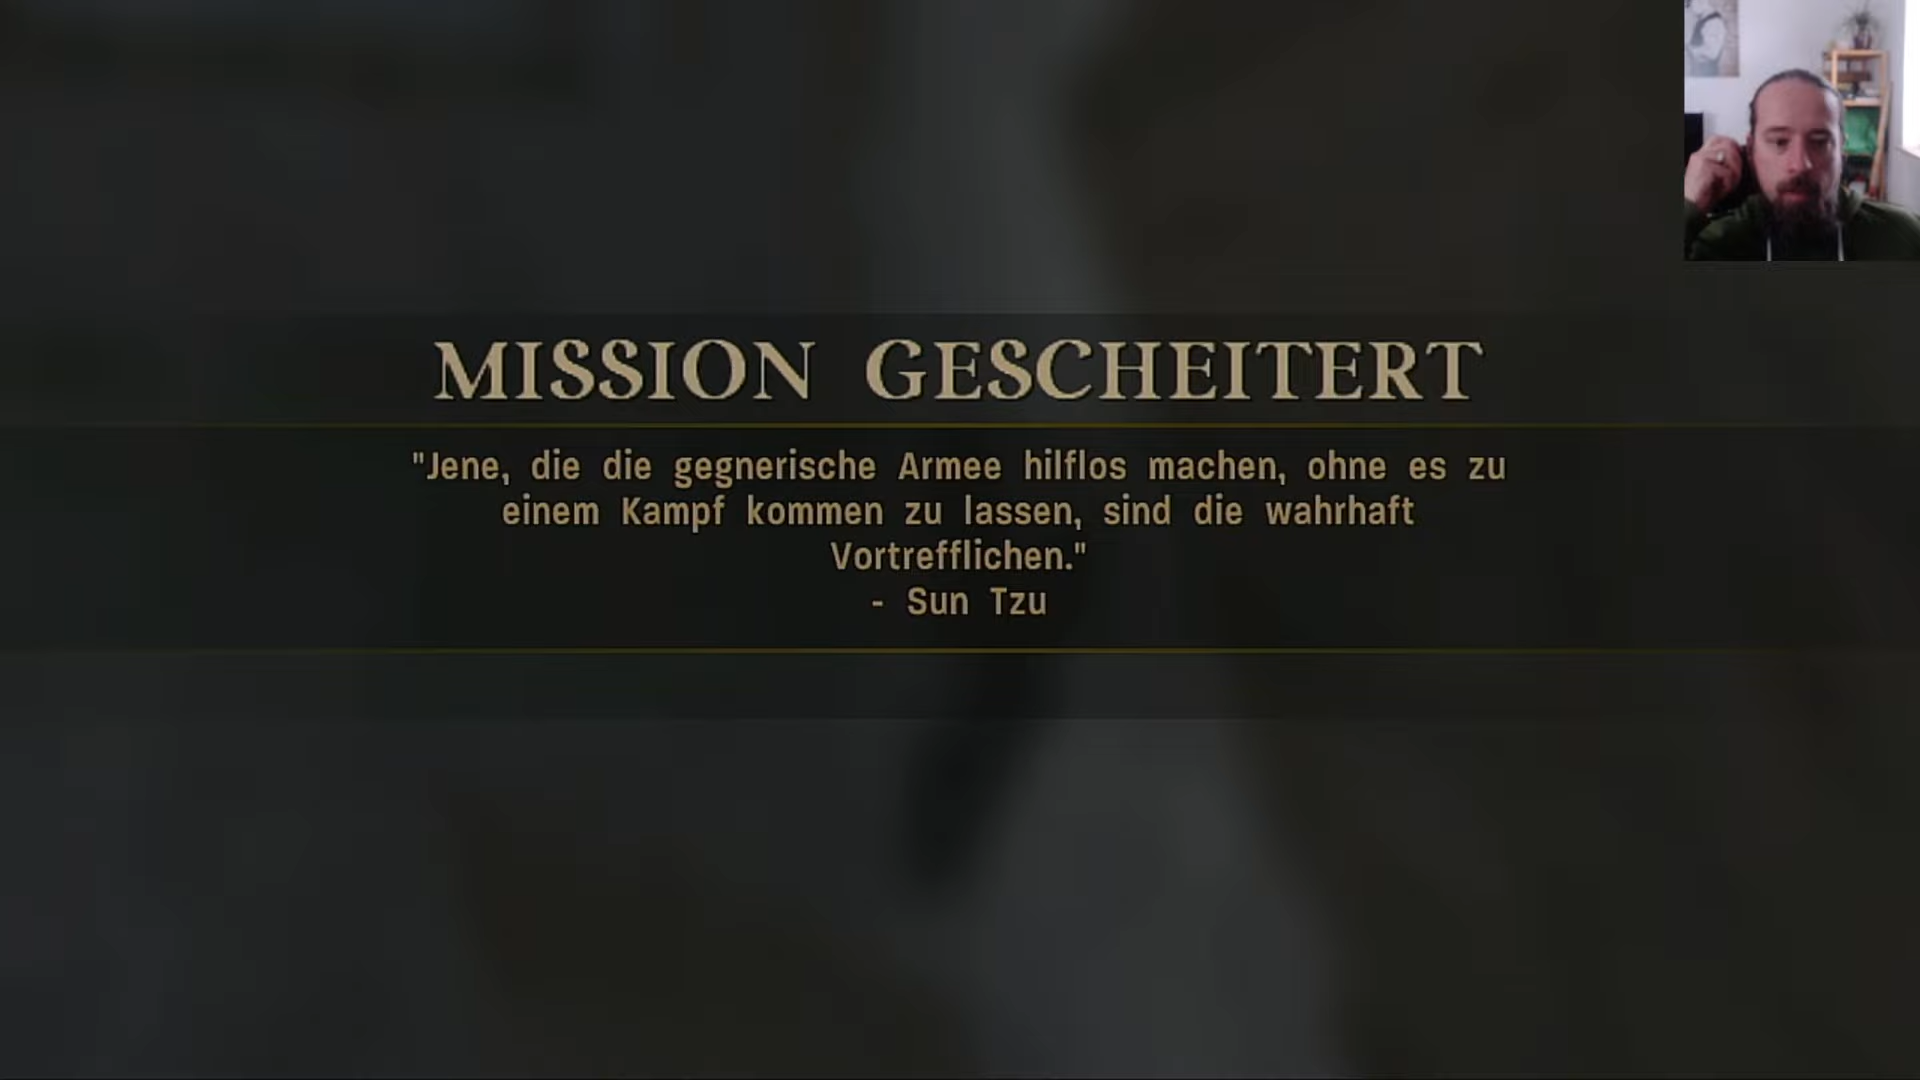 MISSION GESCHEITERT
"Jene, die die gegnerische Armee hilflos machen, ohne es zu
einem Kampf kommen zu lassen, sind die wahrhaft
Vortrefflichen."
- Sun Tzu